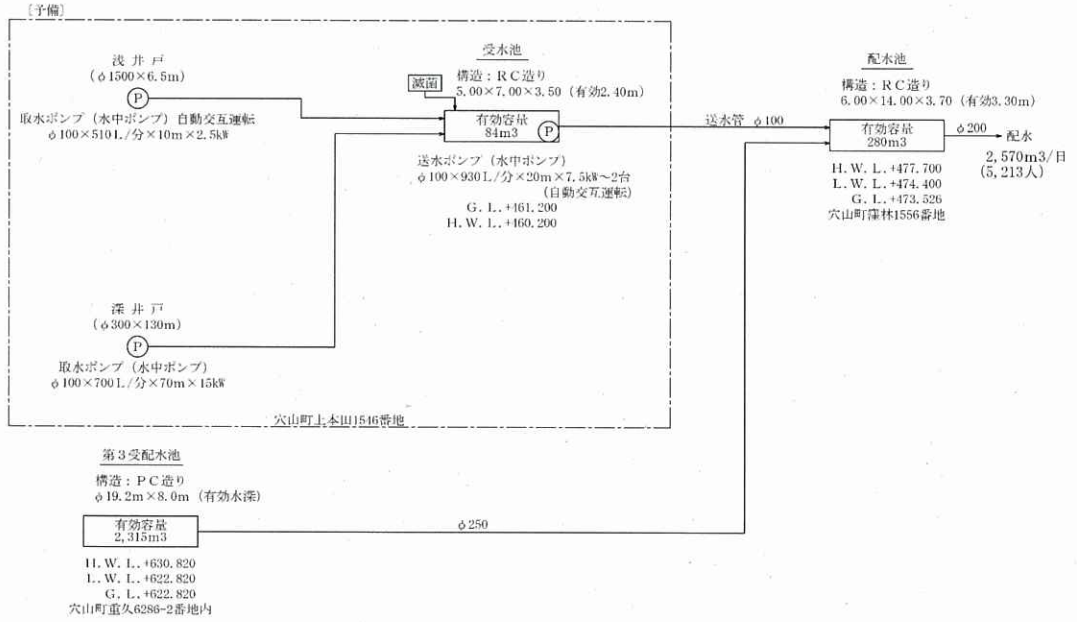 [予備]
浅井戸
(φ1500×6.5m)
P
取水ポンプ (水中ポンプ) 自動交互運転
φ100×510L/分×10m×2.5kW
受水池
滅菌
構造：RC造り
5.00×7.00×3.50 (有効2.40m)
有効容量
84m3
P
送水ポンプ (水中ポンプ)
φ100×930L/分×20m×7.5kW～2台
(自動交互運転)
G. L. +461.200
H. W. L. +460.200
送水管 φ100
配水池
構造：RC造り
6.00×14.00×3.70 (有効3.30m)
有効容量
280m3
φ200
配水
2,570m3/日
(5,213人)
H. W. L. +477.700
L. W. L. +474.400
G. L. +473.526
穴山町窪林1556番地
深井戸
(φ300×130m)
P
取水ポンプ (水中ポンプ)
φ100×700L/分×70m×15kW
穴山町上本田1546番地
第3受配水池
構造：PC造り
φ19.2m×8.0m (有効水深)
有効容量
2,315m3
φ250
H. W. L. +630.820
L. W. L. +622.820
G. L. +622.820
穴山町重久6286-2番地内